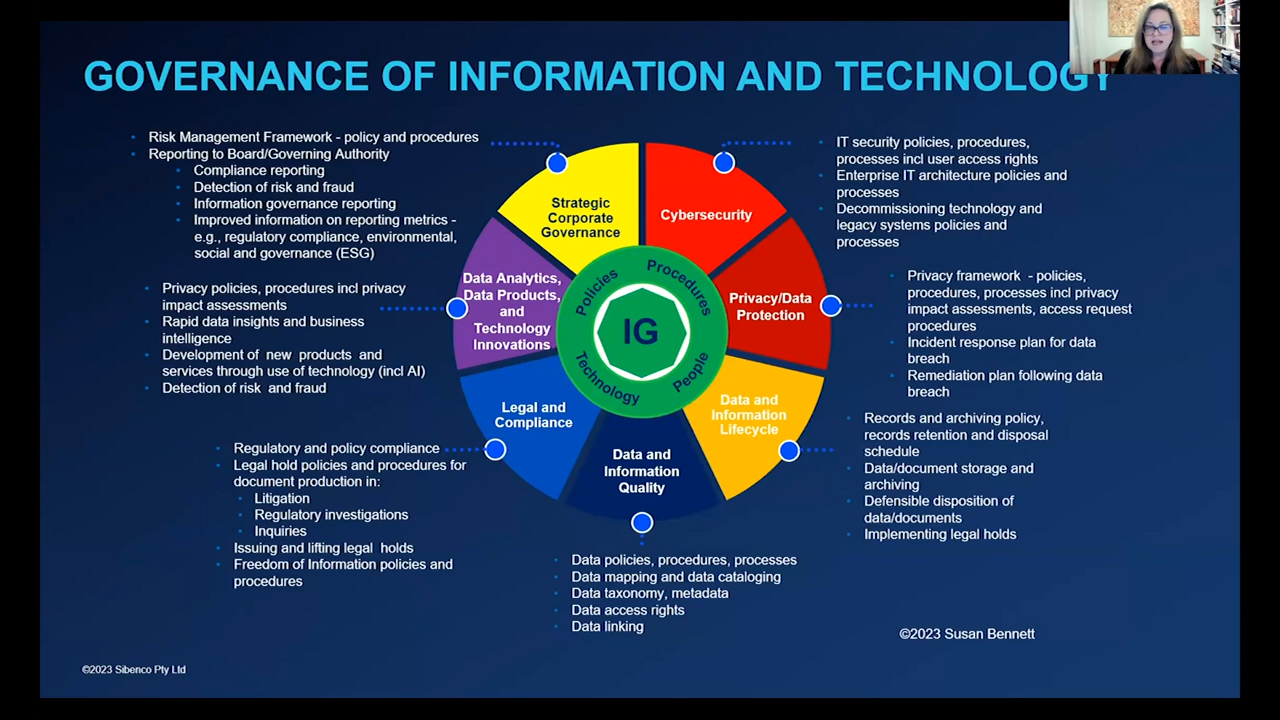 GOVERNANCE OF INFORMATION AND TECHNOLOGY
Risk Management Framework - policy and procedures
Reporting to Board/Governing Authority
Compliance reporting
Detection of risk and fraud
Information governance reporting
Improved information on reporting metrics -
e.g., regulatory compliance, environmental,
social and governance (ESG)
Privacy policies, procedures incl privacy
impact assessments
Rapid data insights and business
intelligence
Development of new products and
services through use of technology (incl AI)
Detection of risk and fraud
Regulatory and policy compliance
Legal hold policies and procedures for
document production in:
Litigation
Regulatory investigations
Inquiries
Issuing and lifting legal holds
Freedom of Information policies and
procedures
Strategic
Corporate
Governance
Cybersecurity
Data Analytics,
Data Products,
and
Technology
Innovations
Privacy/Data
Protection
Legal and
Compliance
Data and
Information
Lifecycle
Data and
Information
Quality
Policies
Procedures
IG
Technology
People
IT security policies, procedures,
processes incl user access rights
Enterprise IT architecture policies and
processes
Decommissioning technology and
legacy systems policies and
processes
Privacy framework - policies,
procedures, processes incl privacy
impact assessments, access request
procedures
Incident response plan for data
breach
Remediation plan following data
breach
Records and archiving policy,
records retention and disposal
schedule
Data/document storage and
archiving
Defensible disposition of
data/documents
Implementing legal holds
Data policies, procedures, processes
Data mapping and data cataloging
Data taxonomy, metadata
Data access rights
Data linking
©2023 Susan Bennett
©2023 Sibenco Pty Ltd